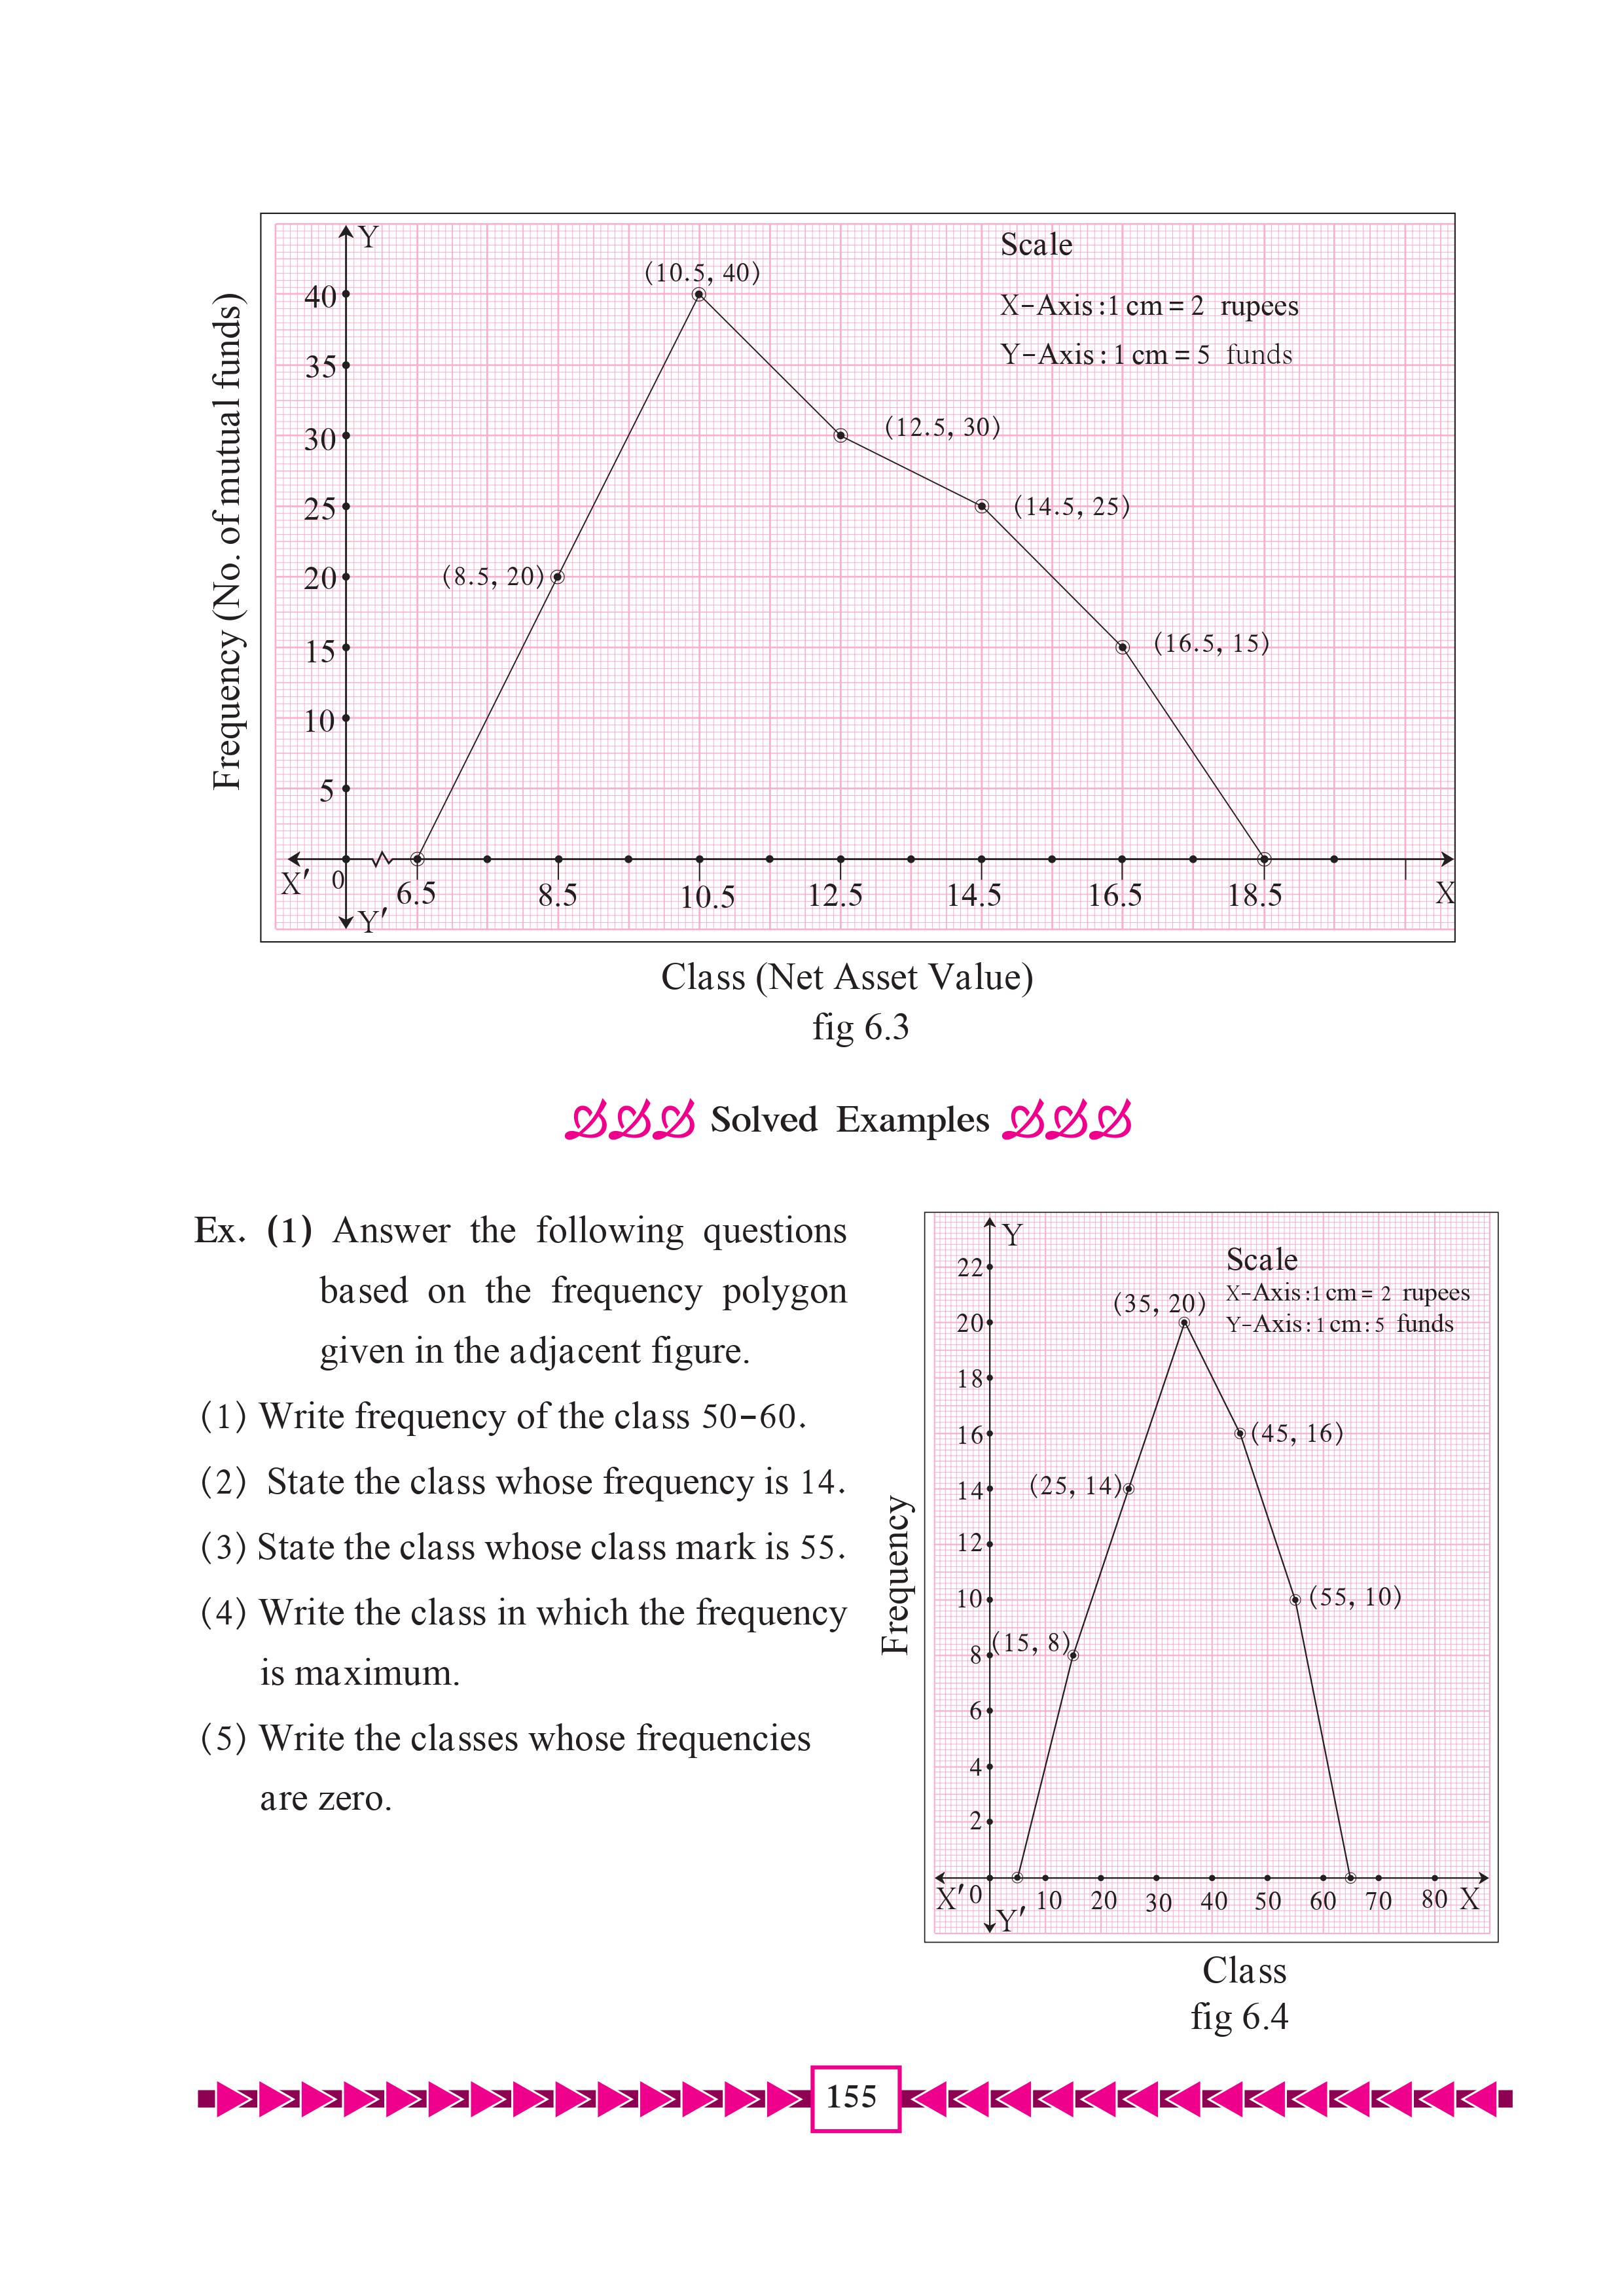 Y
Scale
(10.5, 40)
X-Axis :1 cm = 2 rupees
Y-Axis : 1 cm = 5 funds
Frequency (No. of mutual funds)
40
35
30
25
20
15
10
5
(12.5, 30)
(14.5, 25)
(8.5, 20)
(16.5, 15)
X′ 0 6.5 8.5 10.5 12.5 14.5 16.5 18.5 X
Y′
Class (Net Asset Value)
fig 6.3
Solved Examples
Ex. (1) Answer the following questions
based on the frequency polygon
given in the adjacent figure.
(1) Write frequency of the class 50-60.
(2) State the class whose frequency is 14.
(3) State the class whose class mark is 55.
(4) Write the class in which the frequency
is maximum.
(5) Write the classes whose frequencies
are zero.
Y
Scale
X-Axis :1 cm = 2 rupees
Y-Axis : 1 cm : 5 funds
Frequency
22
20
18
16
14
12
10
8
6
4
2
(35, 20)
(45, 16)
(25, 14)
(55, 10)
(15, 8)
X′ 0 10 20 30 40 50 60 70 80 X
Y′
Class
fig 6.4
155